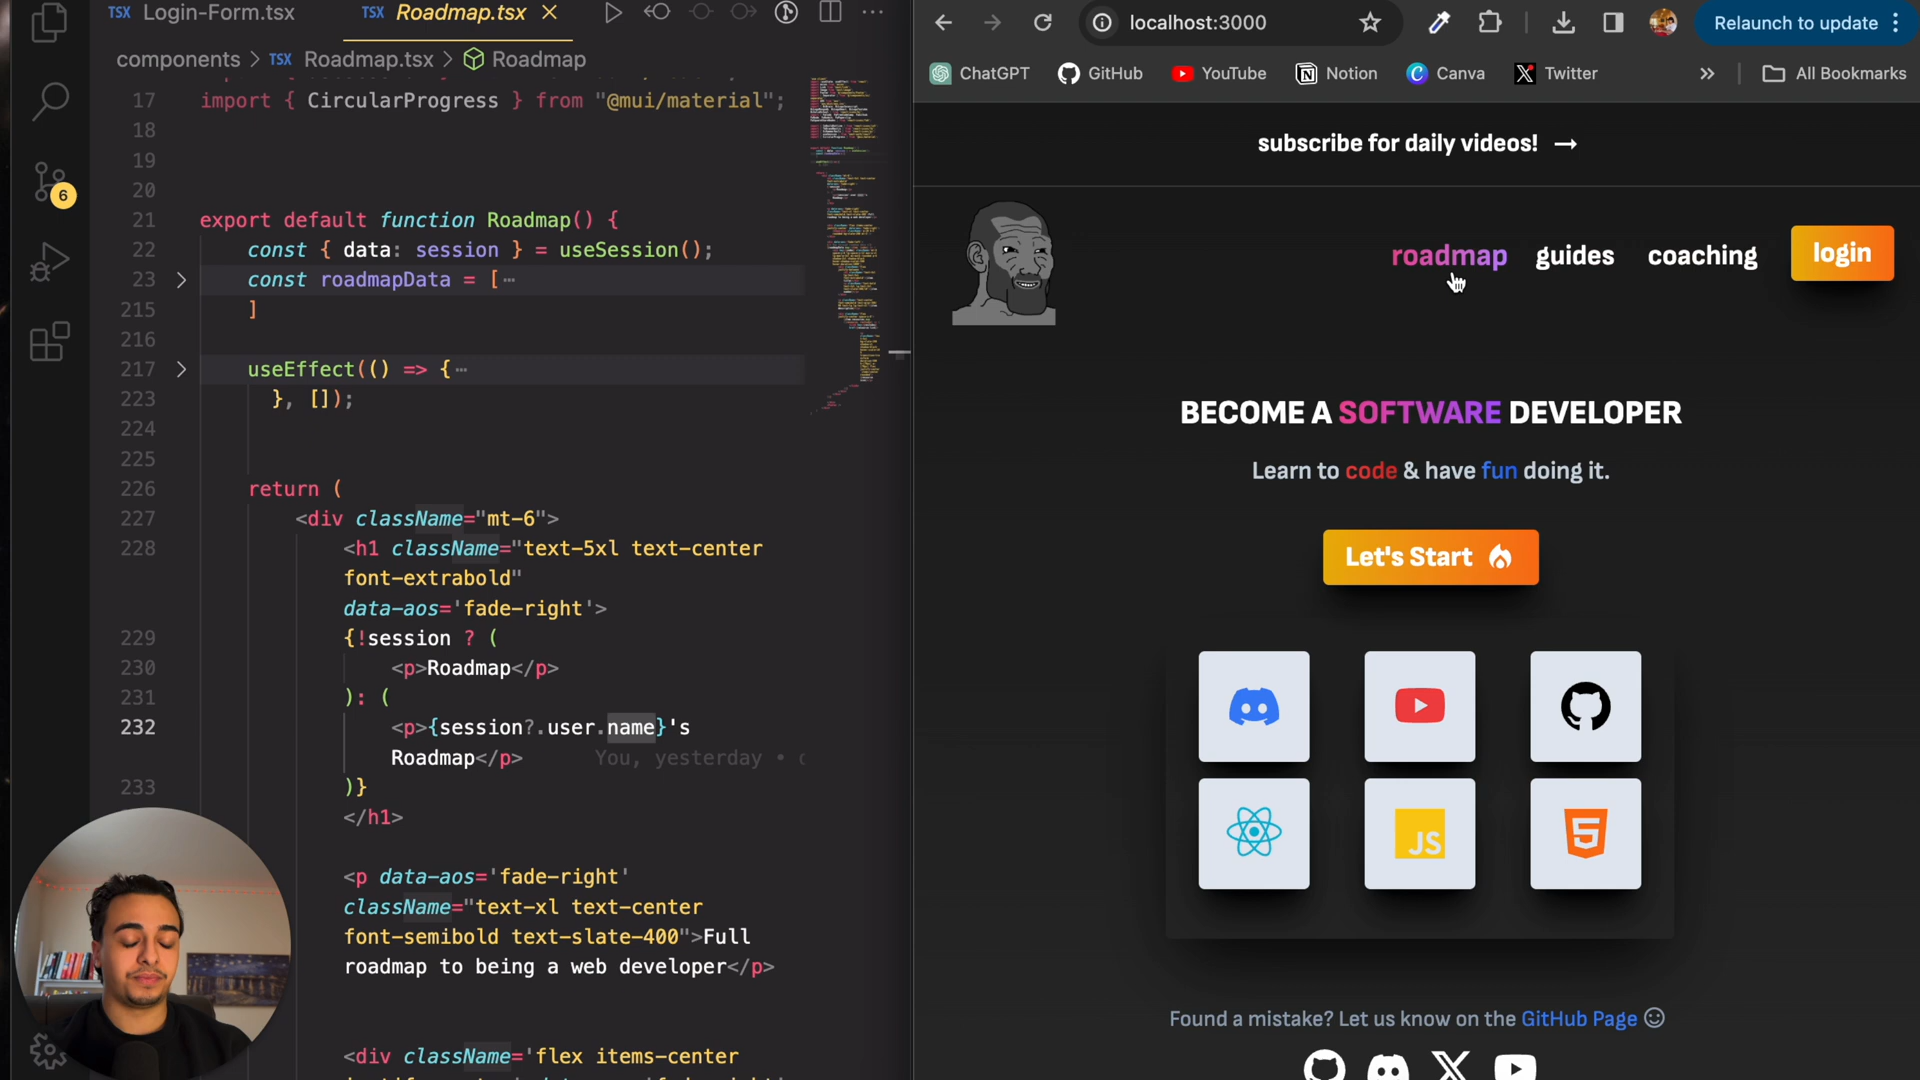 Login-Form.tsx
TSX Roadmap.tsx
components > TSX Roadmap.tsx > Roadmap
17 import { CircularProgress } from "@mui/material";
18
19
20
21 export default function Roadmap() {
22 const { data: session } = useSession();
23 const roadmapData = [
215 ]
216
217 useEffect(() => {
223 }, []);
224
225
226 return (
227 <div className="mt-6">
228 <h1 className="text-5xl text-center
font-extrabold"
data-aos='fade-right'>
229 {!session ? (
230 <p>Roadmap</p>
231 ): (
232 <p>{session?.user.name}'s
Roadmap</p> You, yesterday •
233 )}
</h1>
<p data-aos='fade-right'
className="text-xl text-center
font-semibold text-slate-400">Full
roadmap to being a web developer</p>
<div className='flex items-center
6
localhost:3000
Relaunch to update
ChatGPT GitHub YouTube Notion Canva Twitter » All Bookmarks
subscribe for daily videos! →
roadmap guides coaching login
BECOME A SOFTWARE DEVELOPER
Learn to code & have fun doing it.
Let's Start
JS
5
Found a mistake? Let us know on the GitHub Page